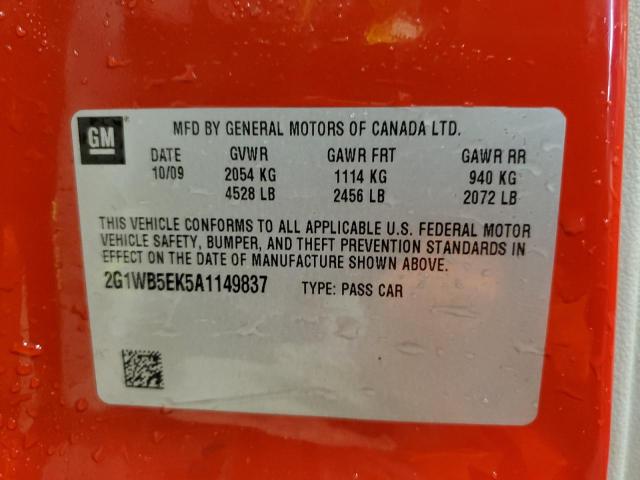 GM
MFD BY GENERAL MOTORS OF CANADA LTD.
DATE GVWR GAWR FRT GAWR RR
10/09 2054 KG 1114 KG 940 KG
4528 LB 2456 LB 2072 LB
THIS VEHICLE CONFORMS TO ALL APPLICABLE U.S. FEDERAL MOTOR
VEHICLE SAFETY, BUMPER, AND THEFT PREVENTION STANDARDS IN
EFFECT ON THE DATE OF MANUFACTURE SHOWN ABOVE.
2G1WB5EK5A1149837 TYPE: PASS CAR